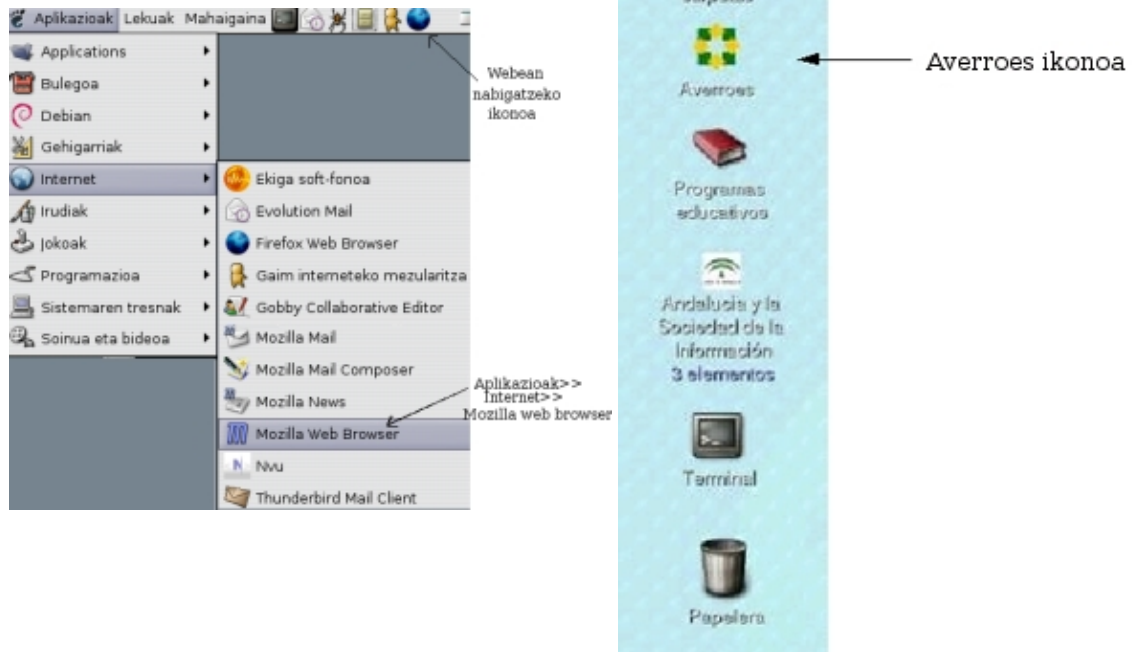 Aplikazioak Lekuak Mahaigaina
Applications
Bulegoa
Debian
Gehigarriak
Internet
Irudiak
Jokoak
Programazioa
Sistemaren tresnak
Soinua eta bideoa
Ekiga soft-fonoa
Evolution Mail
Firefox Web Browser
Gaim interneteko mezularitza
Gobby Collaborative Editor
Mozilla Mail
Mozilla Mail Composer
Mozilla News
Mozilla Web Browser
Nvu
Thunderbird Mail Client
Webean
nabigatzeko
ikonoa
Aplikazioak>>
Internet>>
Mozilla web browser
Averroes
Programas
educativos
Andalucia y la
Sociedad de la
Información
3 elementos
Terminal
Papelera
Averroes ikonoa